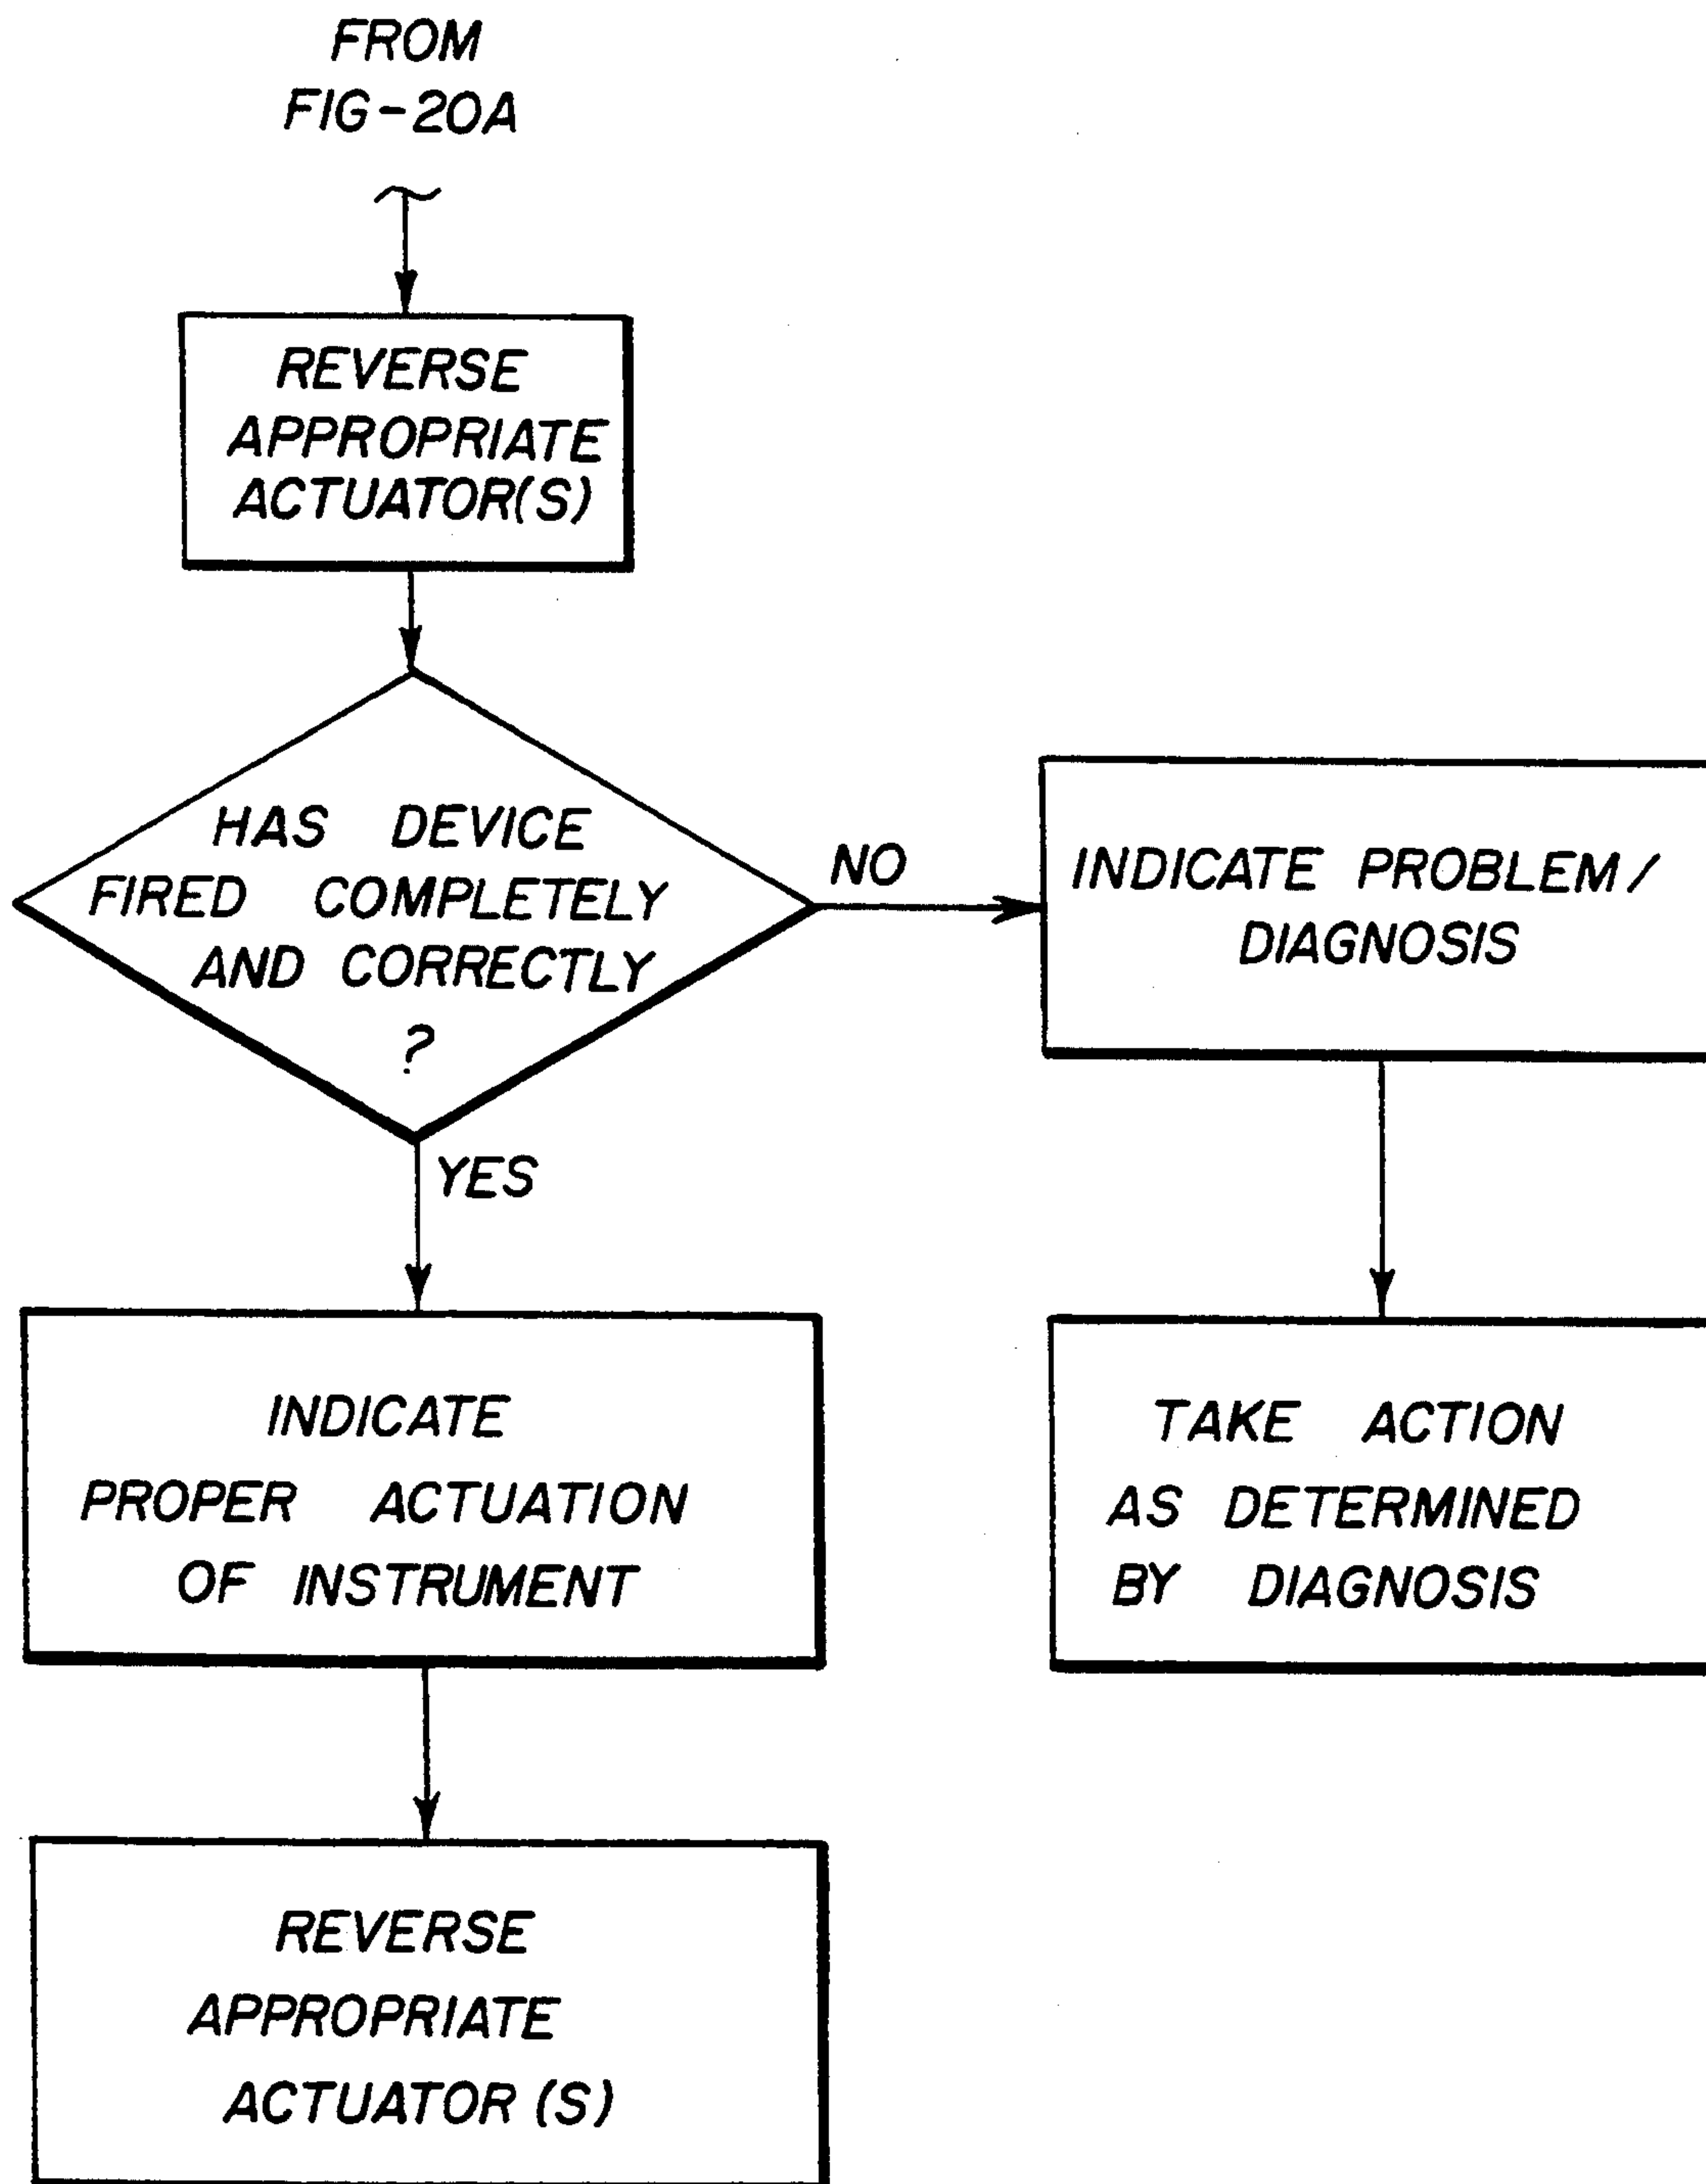 FROM
FIG-20A
REVERSE
APPROPRIATE
ACTUATOR(S)
HAS DEVICE
FIRED COMPLETELY
AND CORRECTLY
?
NO
INDICATE PROBLEM/
DIAGNOSIS
YES
INDICATE
PROPER ACTUATION
OF INSTRUMENT
TAKE ACTION
AS DETERMINED
BY DIAGNOSIS
REVERSE
APPROPRIATE
ACTUATOR (S)